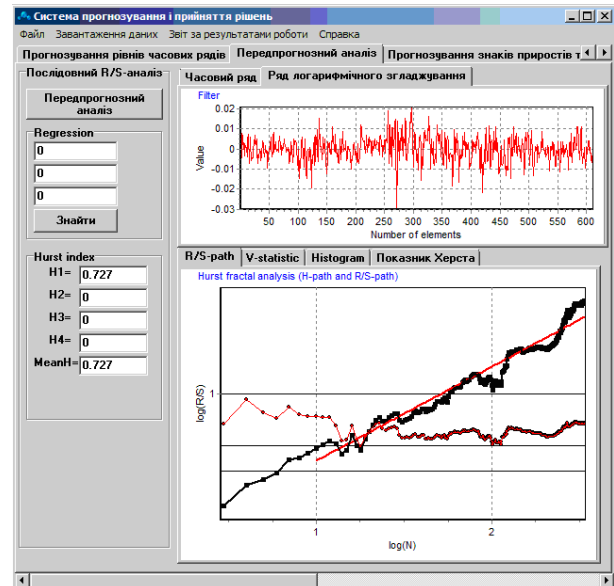 Система прогнозування і прийняття рішень
Файл Завантаження даних Звіт за результатами роботи Справка
Прогнозування рівнів часових рядів Передпрогнозний аналіз Прогнозування знаків приростів т
Послідовний R/S-аналіз
Передпрогнозний
аналіз
Regression
0
0
0
Знайти
Hurst index
H1= 0.727
H2= 0
H3= 0
H4= 0
MeanH= 0.727
Часовий ряд Ряд логарифмічного згладжування
Filter
0.02
0.01
0
-0.01
-0.02
-0.03
Value
50 100 150 200 250 300 350 400 450 500 550 600
Number of elements
R/S-path V-statistic Histogram Показник Херста
Hurst fractal analysis (H-path and R/S-path)
1
log(R/S)
1 2
log(N)